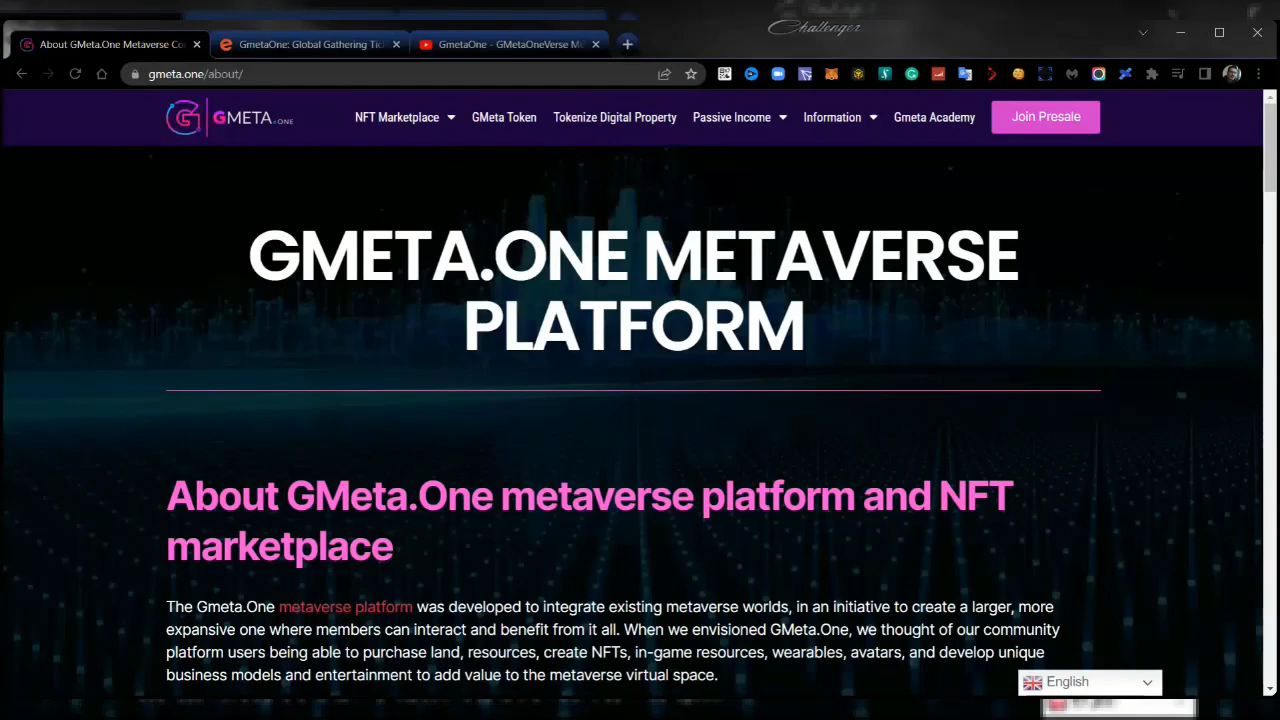 Challenger
About GMeta.One Metaverse Co
GmetaOne: Global Gathering Tick
GmetaOne - GMetaOneVerse Me
gmeta.one/about/
GMETA.ONE
NFT Marketplace
GMeta Token
Tokenize Digital Property
Passive Income
Information
Gmeta Academy
Join Presale
GMETA.ONE METAVERSE
PLATFORM
About GMeta.One metaverse platform and NFT
marketplace
The Gmeta.One metaverse platform was developed to integrate existing metaverse worlds, in an initiative to create a larger, more
expansive one where members can interact and benefit from it all. When we envisioned GMeta.One, we thought of our community
platform users being able to purchase land, resources, create NFTs, in-game resources, wearables, avatars, and develop unique
business models and entertainment to add value to the metaverse virtual space.
English